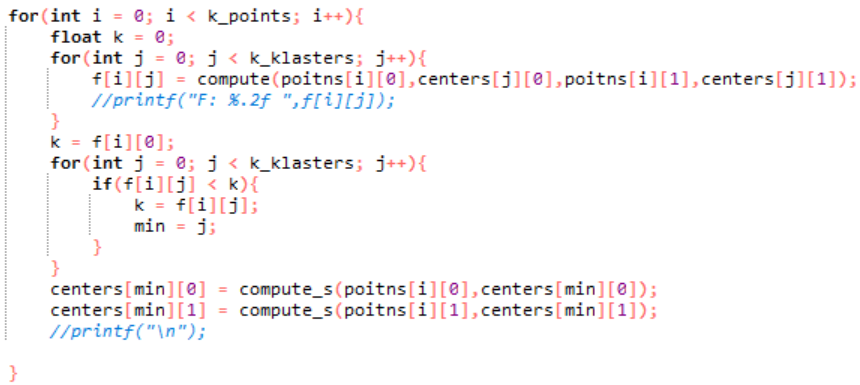 for(int i = 0; i < k_points; i++){
    float k = 0;
    for(int j = 0; j < k_klasters; j++){
        f[i][j] = compute(poitns[i][0],centers[j][0],poitns[i][1],centers[j][1]);
        //printf("F: %.2f ",f[i][j]);
    }
    k = f[i][0];
    for(int j = 0; j < k_klasters; j++){
        if(f[i][j] < k){
            k = f[i][j];
            min = j;
        }
    }
    centers[min][0] = compute_s(poitns[i][0],centers[min][0]);
    centers[min][1] = compute_s(poitns[i][1],centers[min][1]);
    //printf("\n");
}